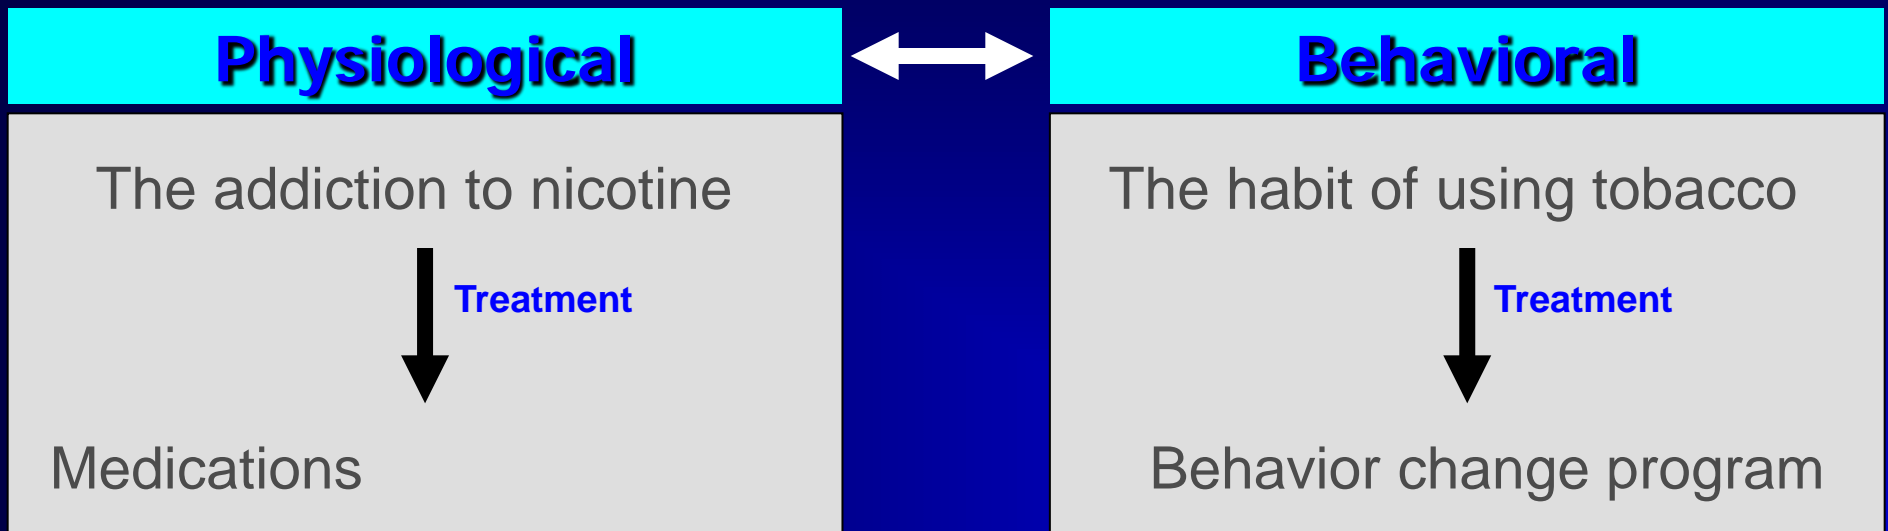 Physiological
The addiction to nicotine
Treatment
Medications
Behavioral
The habit of using tobacco
Treatment
Behavior change program